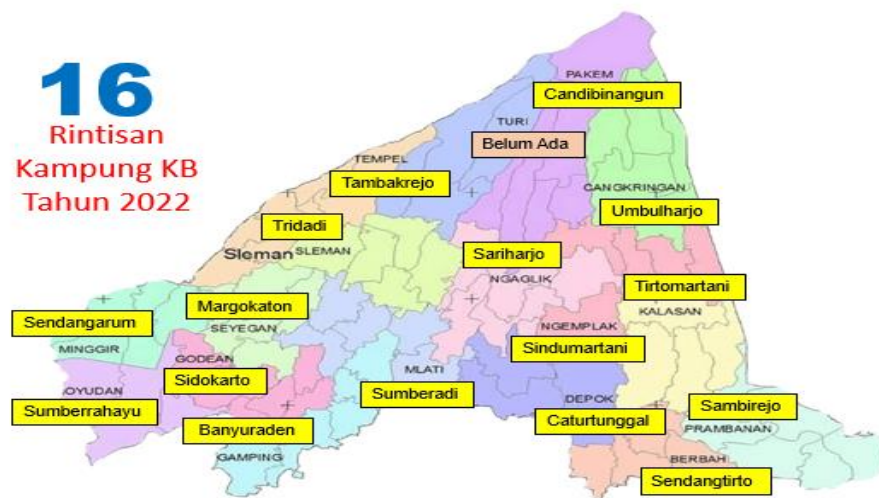 16
Rintisan
Kampung KB
Tahun 2022
PAKEM
Candibinangun
TURI
Belum Ada
TEMPEL
Tambakrejo
CANGKRINGAN
Umbulharjo
Tridadi
Sleman
SLEMAN
Sariharjo
NGAGLIK
Tirtomartani
KALASAN
Margokaton
SEYEGAN
Sendangarum
MINGGIR
NGEMPLAK
Sindumartani
GODEAN
Sidokarto
MLATI
Sumberadi
OYUDAN
Sumberrahayu
DEPOK
Caturtunggal
Sambirejo
PRAMBANAN
Banyuraden
GAMPING
BERBAH
Sendangtirto